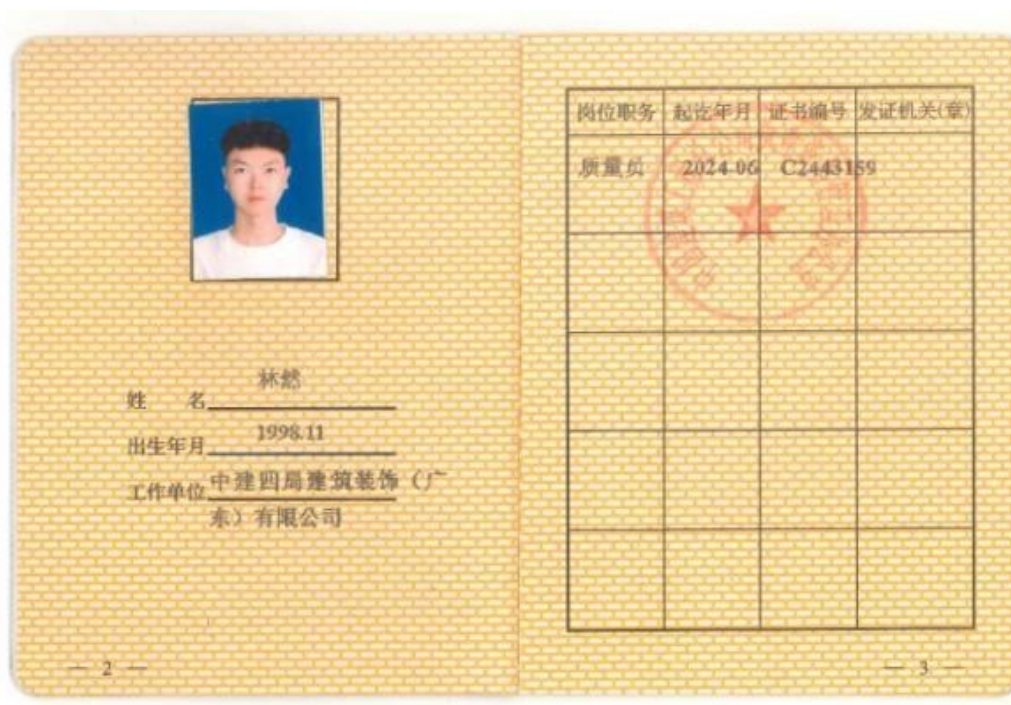 林然
姓 名
1998.11
出生年月
中建四局建筑装饰（广
工作单位
东）有限公司
— 2 —
岗位职务 起讫年月 证书编号 发证机关(章)
质量员 2024-06 C2443159
— 3 —